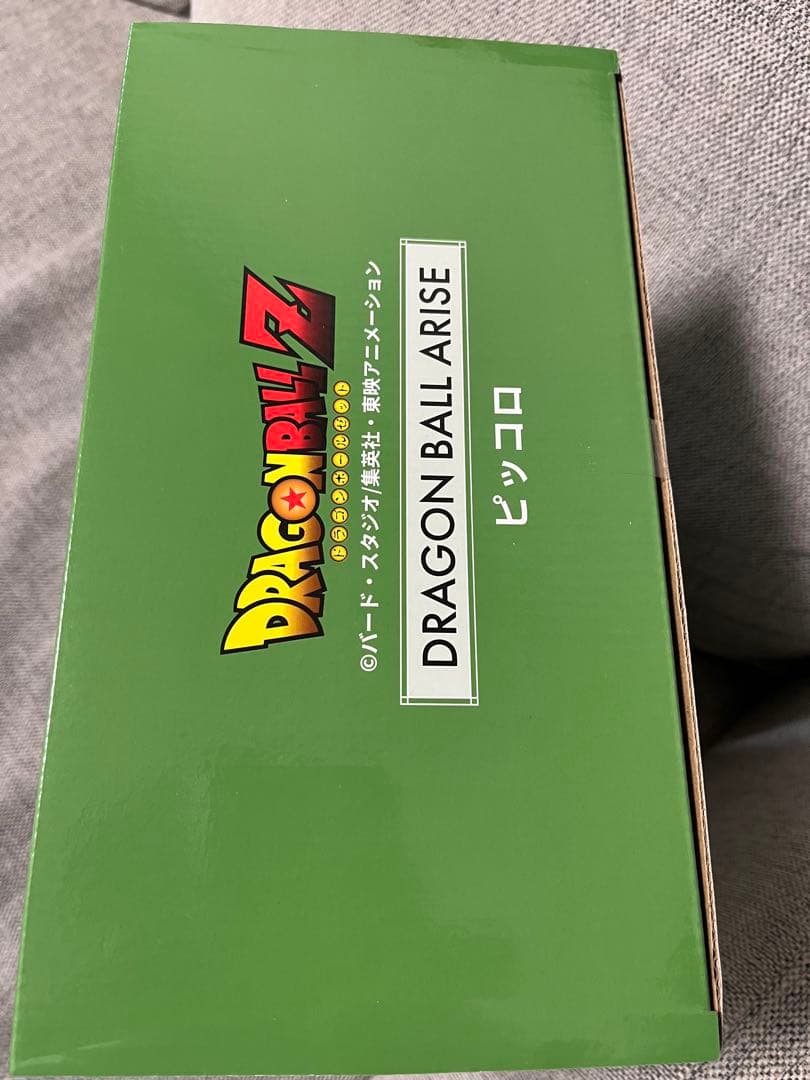 DRAGON BALL Z
ドラゴンボールゼット
©バード・スタジオ/集英社・東映アニメーション
DRAGON BALL ARISE
ピッコロ